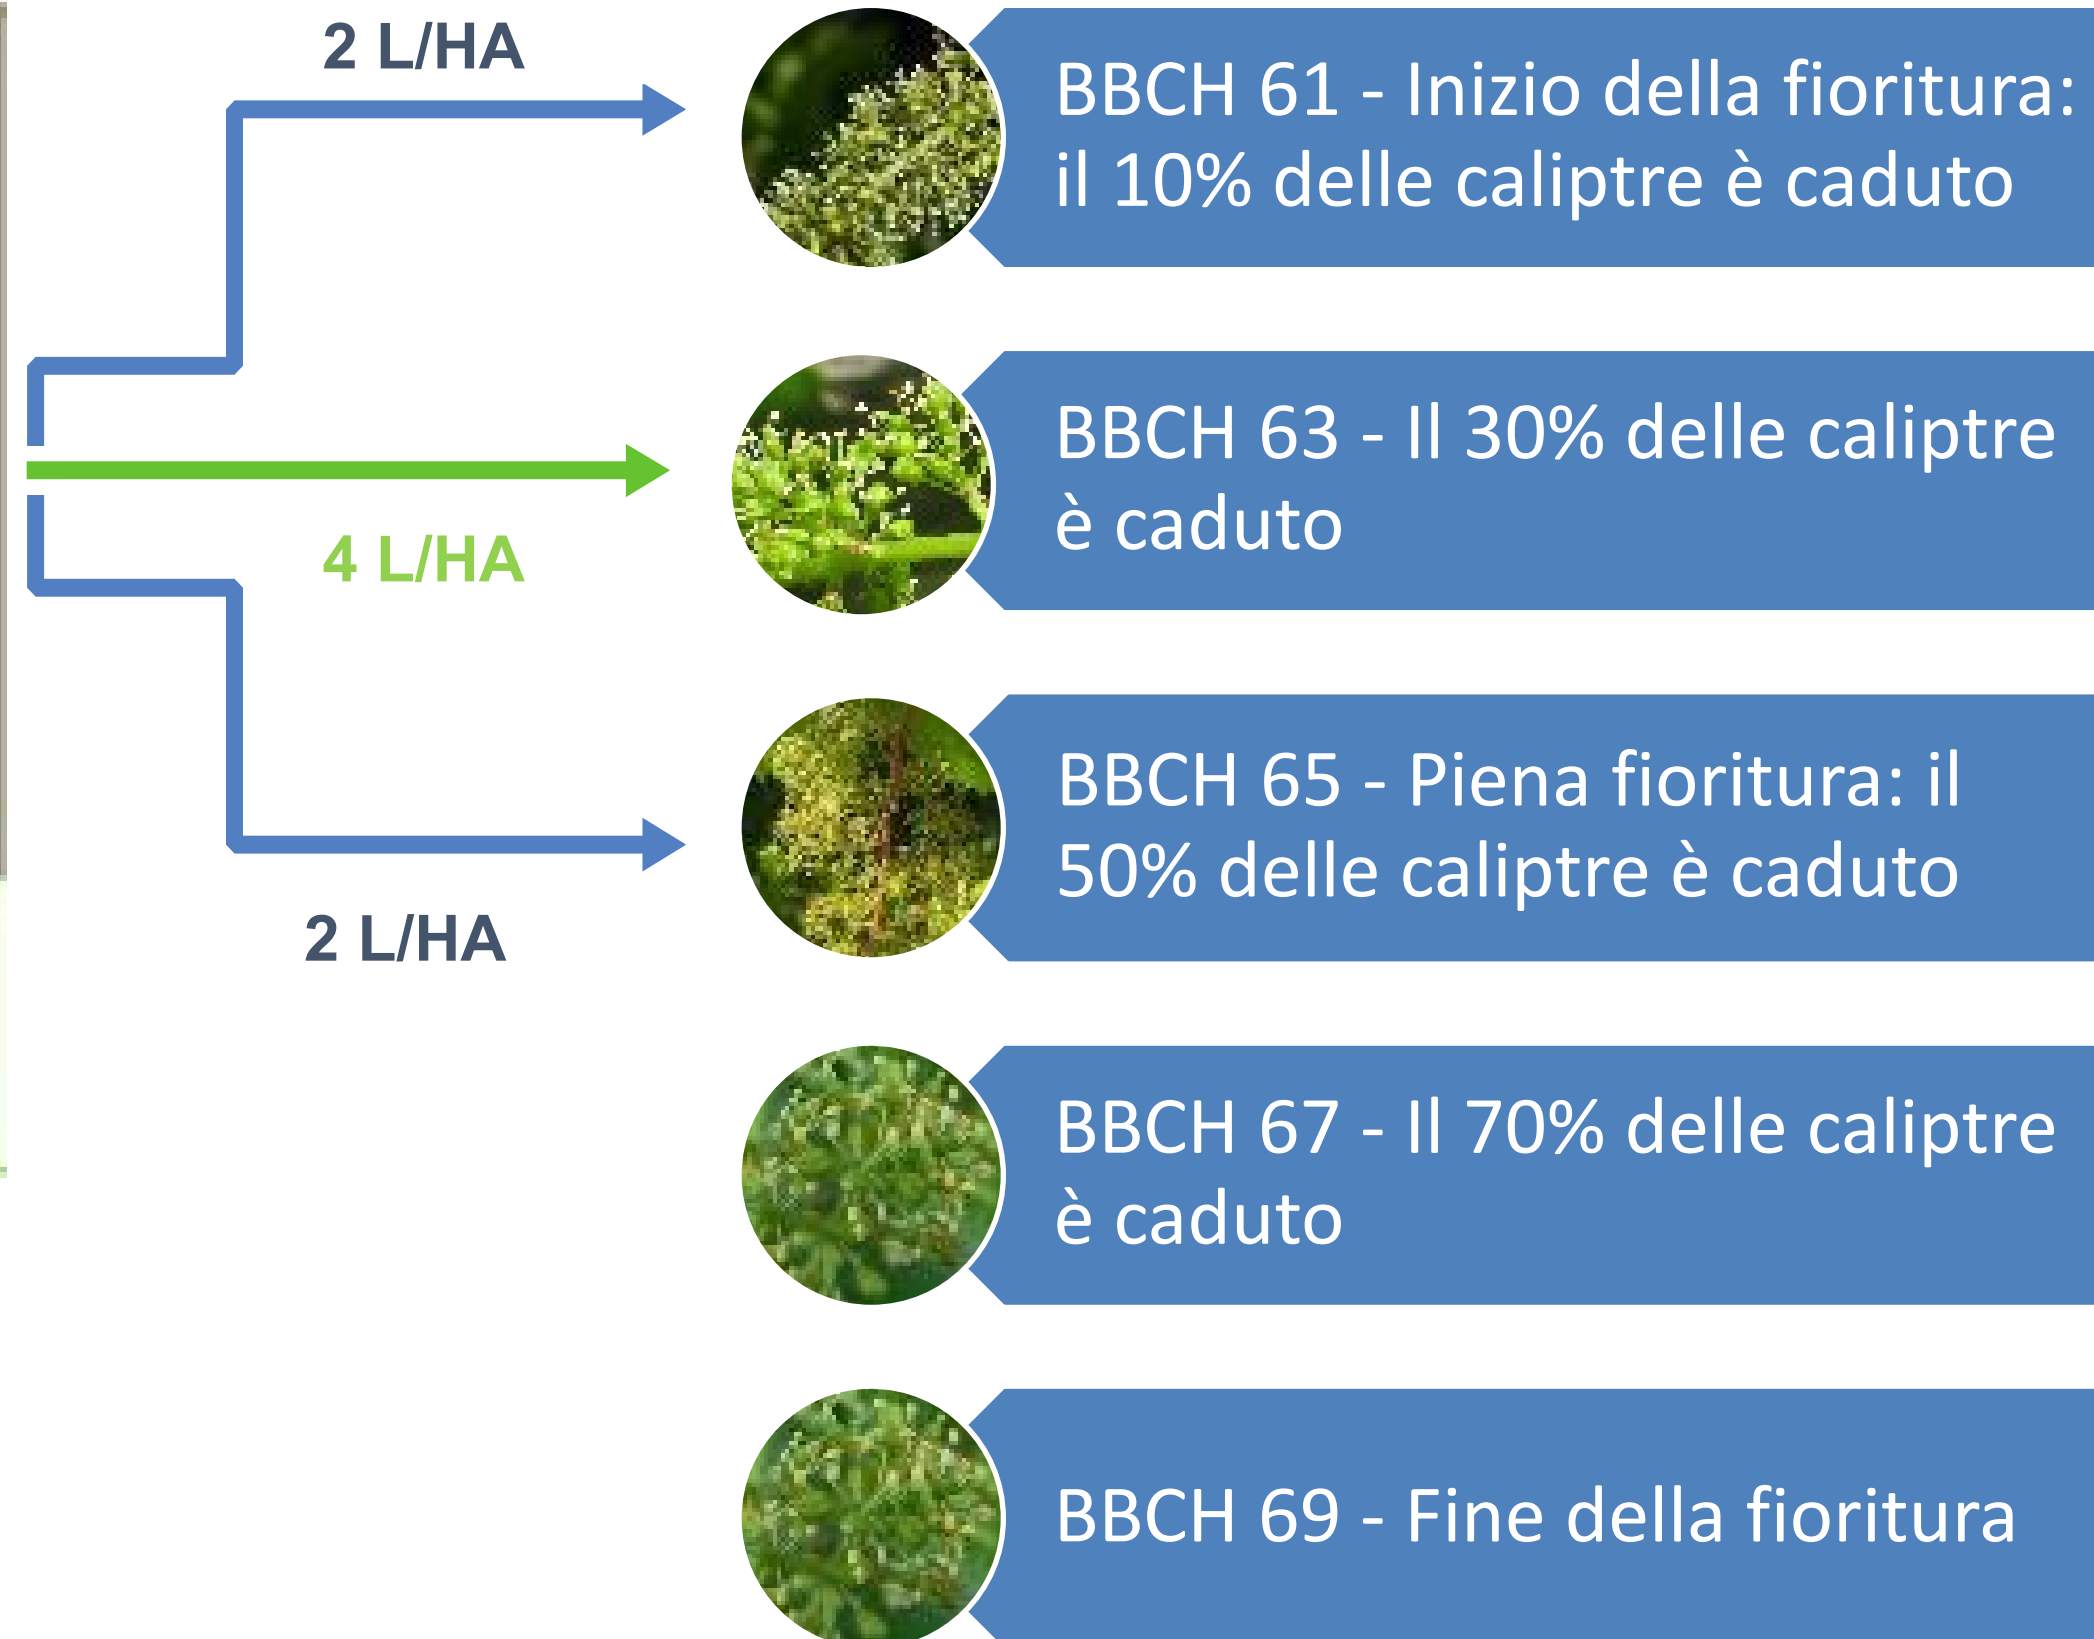 2 L/HA
BBCH 61 - Inizio della fioritura:
il 10% delle caliptre è caduto
BBCH 63 - Il 30% delle caliptre
è caduto
4 L/HA
BBCH 65 - Piena fioritura: il
50% delle caliptre è caduto
2 L/HA
BBCH 67 - Il 70% delle caliptre
è caduto
BBCH 69 - Fine della fioritura